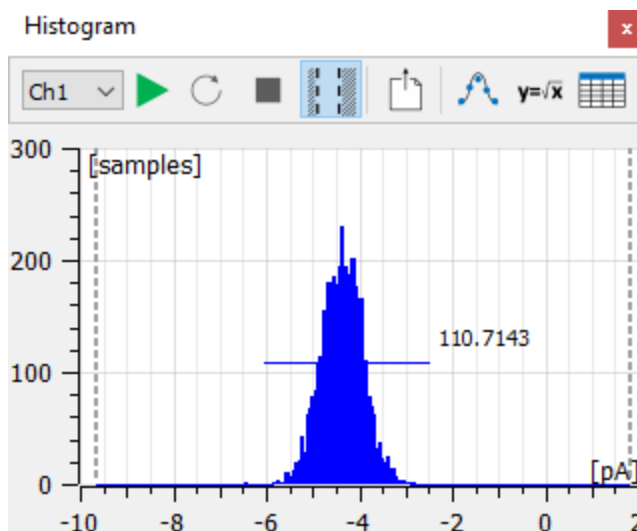 Histogram
x
Ch1
y=√x
300
[samples]
200
110.7143
100
[pA]
0
-10 -8 -6 -4 -2 0 2